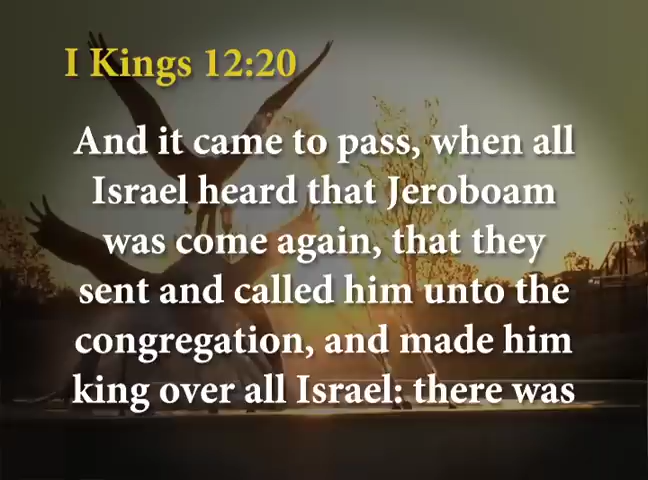 I Kings 12:20
And it came to pass, when all
Israel heard that Jeroboam
was come again, that they
sent and called him unto the
congregation, and made him
king over all Israel: there was